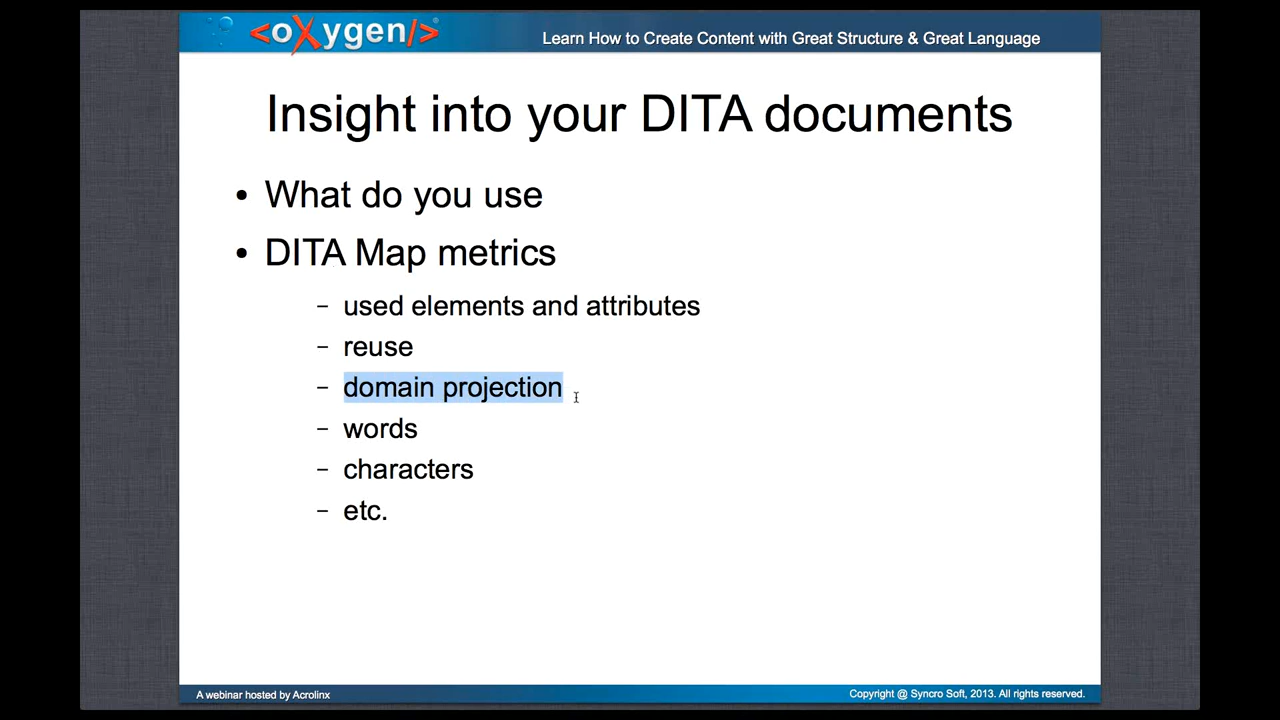 <oXygen/>
Learn How to Create Content with Great Structure & Great Language
Insight into your DITA documents
• What do you use
• DITA Map metrics
– used elements and attributes
– reuse
– domain projection
– words
– characters
– etc.
A webinar hosted by Acrolinx
Copyright @ Syncro Soft, 2013. All rights reserved.